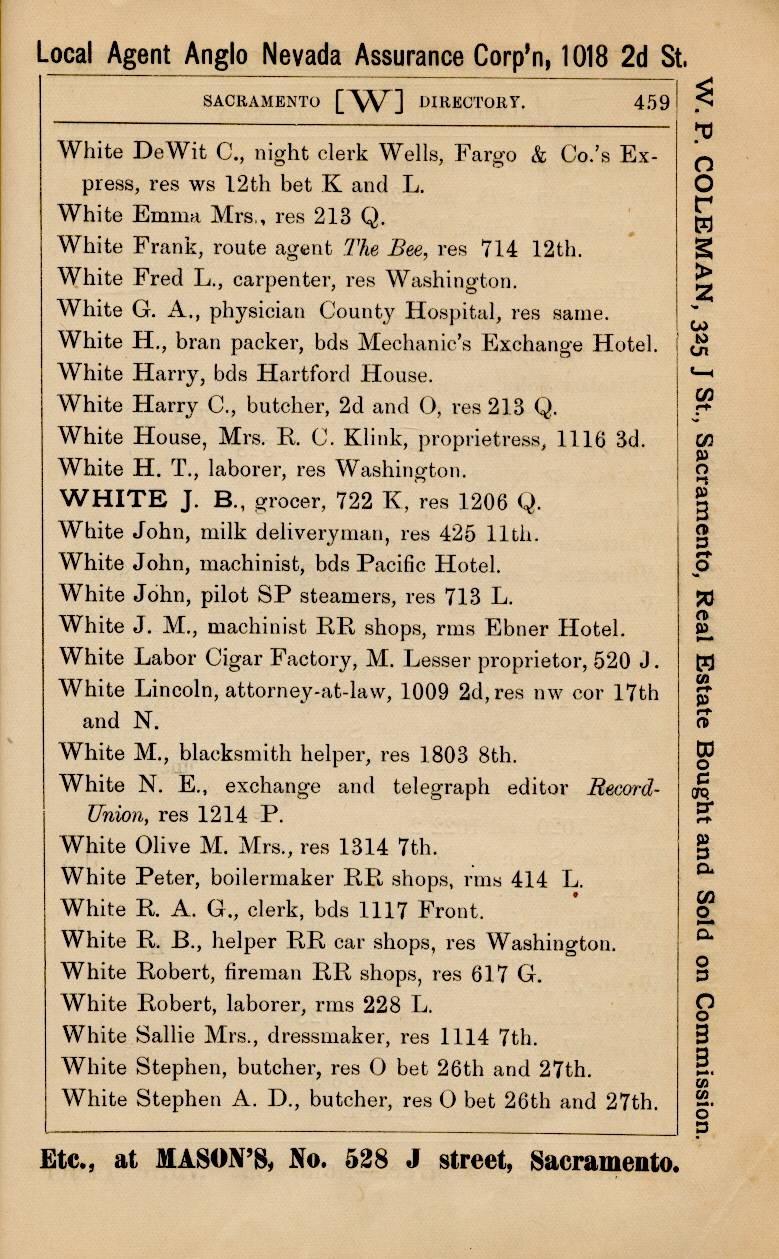 Local Agent Anglo Nevada Assurance Corp'n, 1018 2d St.
SACRAMENTO [W] DIRECTORY. 459
White DeWit C., night clerk Wells, Fargo & Co.'s Ex-
press, res ws 12th bet K and L.
White Emma Mrs., res 213 Q.
White Frank, route agent The Bee, res 714 12th.
White Fred L., carpenter, res Washington.
White G. A., physician County Hospital, res same.
White H., bran packer, bds Mechanic's Exchange Hotel.
White Harry, bds Hartford House.
White Harry C., butcher, 2d and O, res 213 Q.
White House, Mrs. R. C. Klink, proprietress, 1116 3d.
White H. T., laborer, res Washington.
WHITE J. B., grocer, 722 K, res 1206 Q.
White John, milk deliveryman, res 425 11th.
White John, machinist, bds Pacific Hotel.
White John, pilot SP steamers, res 713 L.
White J. M., machinist RR shops, rms Ebner Hotel.
White Labor Cigar Factory, M. Lesser proprietor, 520 J.
White Lincoln, attorney-at-law, 1009 2d, res nw cor 17th
and N.
White M., blacksmith helper, res 1803 8th.
White N. E., exchange and telegraph editor Record-
Union, res 1214 P.
White Olive M. Mrs., res 1314 7th.
White Peter, boilermaker RR shops, rms 414 L.
White R. A. G., clerk, bds 1117 Front.
White R. B., helper RR car shops, res Washington.
White Robert, fireman RR shops, res 617 G.
White Robert, laborer, rms 228 L.
White Sallie Mrs., dressmaker, res 1114 7th.
White Stephen, butcher, res O bet 26th and 27th.
White Stephen A. D., butcher, res O bet 26th and 27th.
Etc., at MASON'S, No. 528 J street, Sacramento.
W. P. COLEMAN, 325 J St., Sacramento, Real Estate Bought and Sold on Commission.